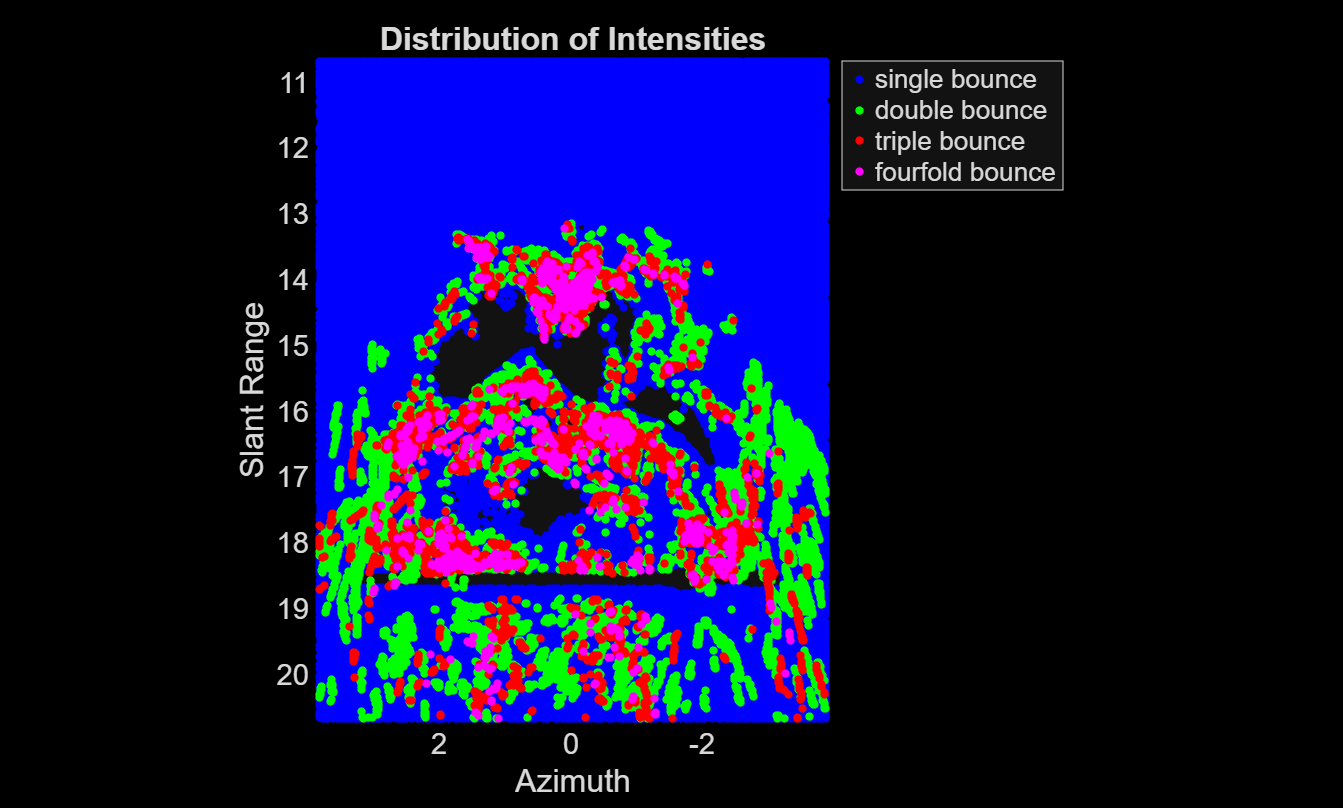 Distribution of Intensities
single bounce
double bounce
triple bounce
fourfold bounce
Slant Range
11
12
13
14
15
16
17
18
19
20
2 0 -2
Azimuth